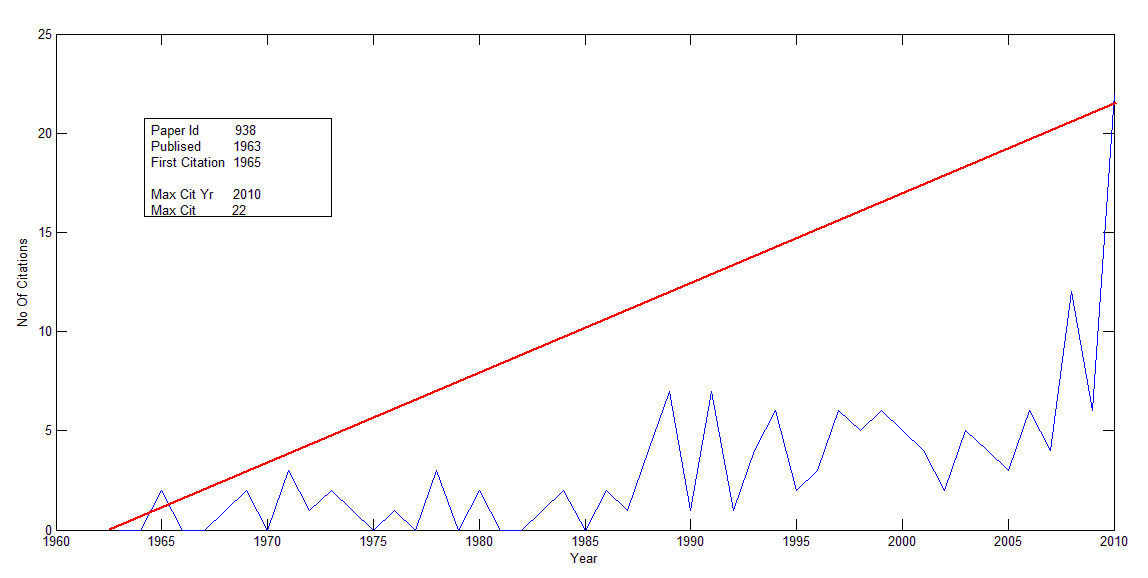 25
20
15
10
5
0
No Of Citations
Paper Id 938
Publised 1963
First Citation 1965
Max Cit Yr 2010
Max Cit 22
1960 1965 1970 1975 1980 1985 1990 1995 2000 2005 2010
Year